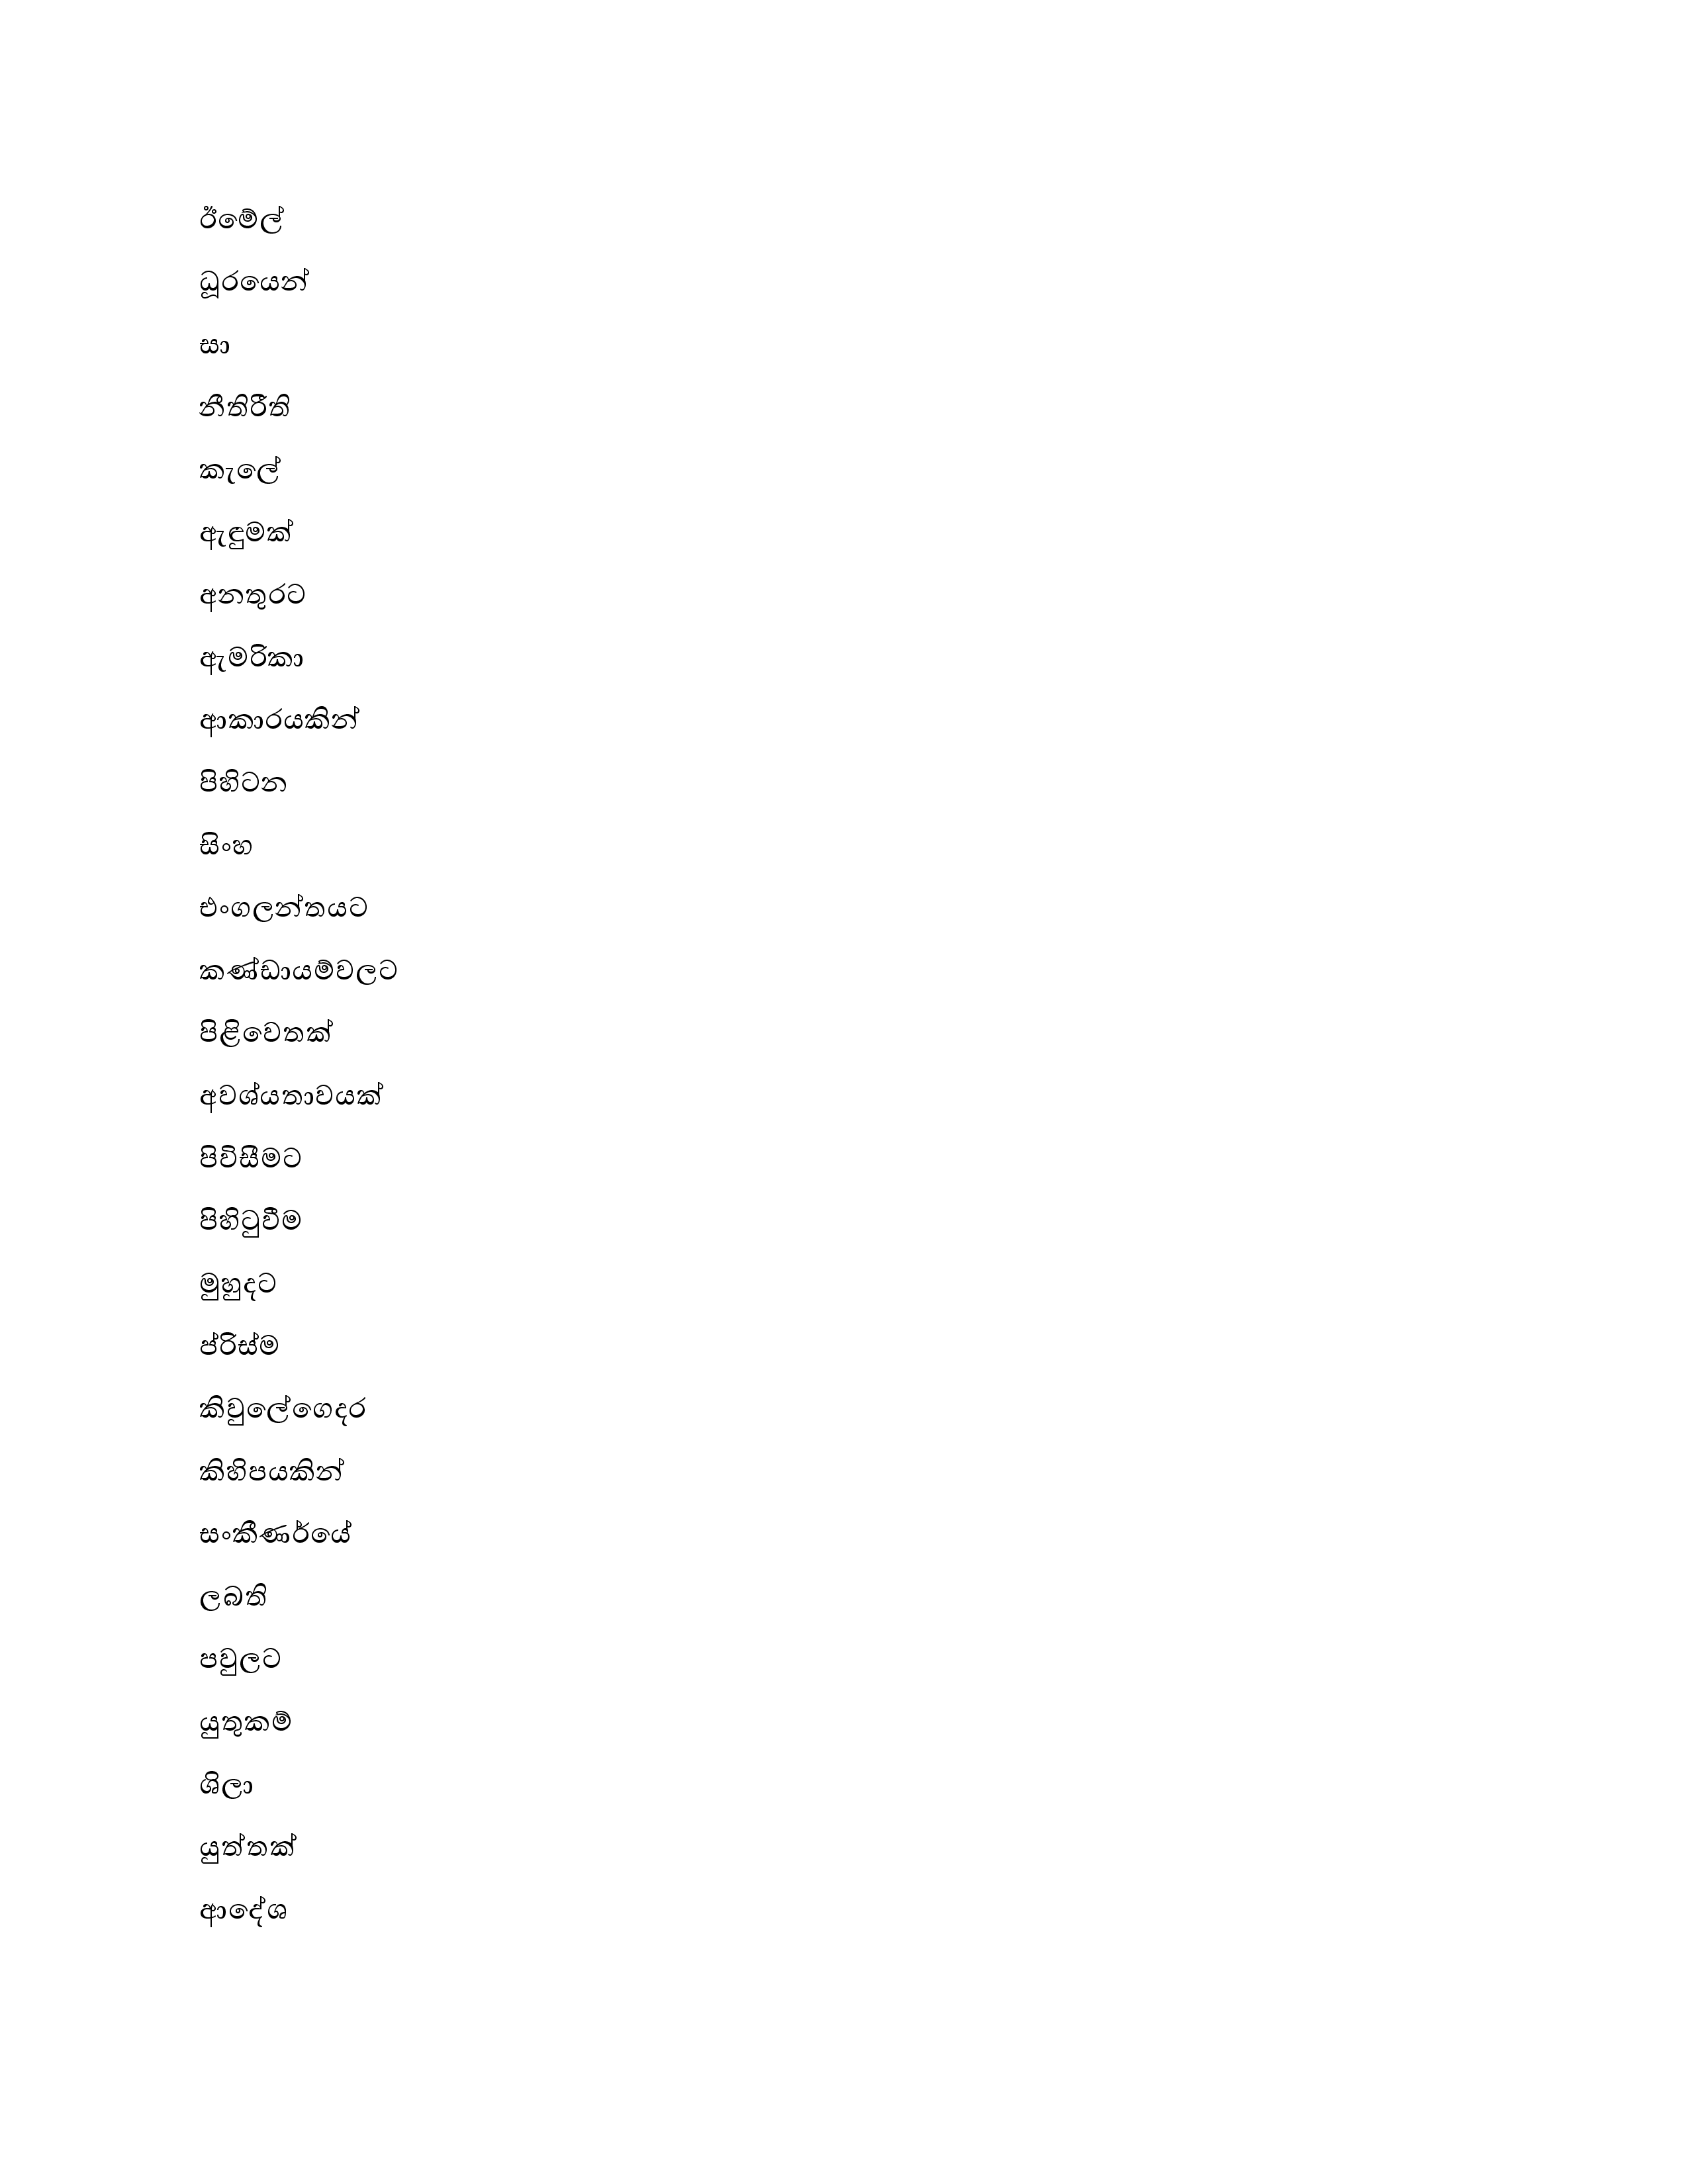 ඊමේල්
ධූරයෙන්
සා
නීතිරීති
කැලේ
ඇඳුමක්
අනතුරට
ඇමරිකා
ආකාරයකින්
පිහිටන
සිංහ
එංගලන්තයට
කණ්ඩායම්වලට
පිළිවෙතක්
අවශ්යතාවයක්
පිවිසීමට
පිහිටුවීම
මුහුදට
ප්රිස්ම
කිවුලේගෙදර
කිහිපයකින්
සංකීණර්යේ
ලබති
පවුලට
යුතුකම්
ශිලා
යුත්තක්
ආදේශ